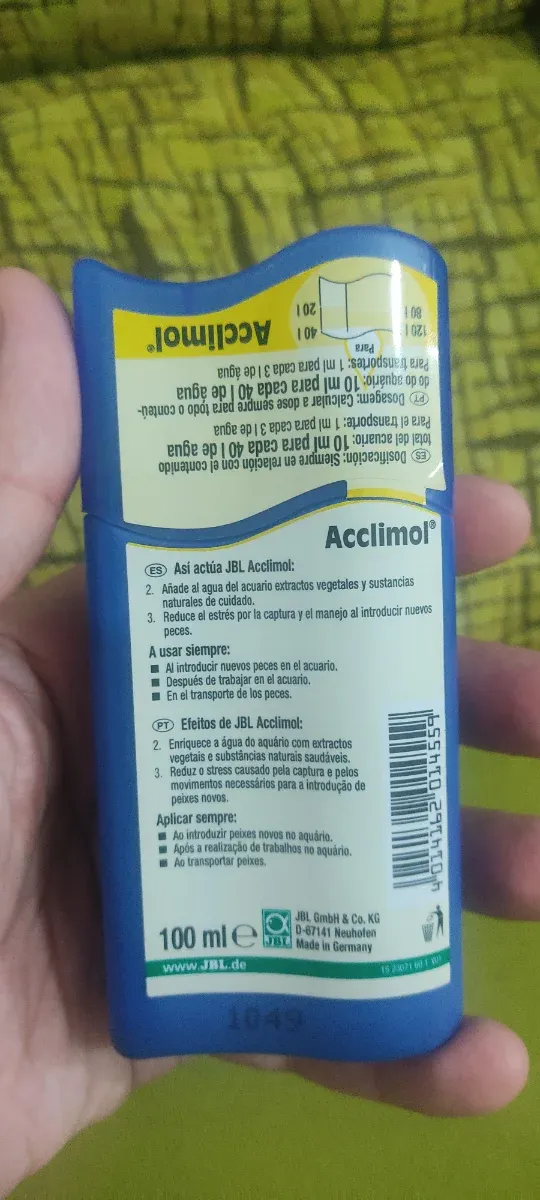 Acclimol®
20 l
40 l
80 l
120 l
Para
ES Dosificación: Siempre en relación con el contenido
total del acuario: 10 ml para cada 40 l de agua
Para el transporte: 1 ml para cada 3 l de agua
PT Dosagem: Calcular a dose sempre para todo o conteú-
do do aquário: 10 ml para cada 40 l de água
Para transportes: 1 ml para cada 3 l de água
Acclimol®
ES Así actúa JBL Acclimol:
2. Añade al agua del acuario extractos vegetales y sustancias
naturales de cuidado.
3. Reduce el estrés por la captura y el manejo al introducir nuevos
peces.
A usar siempre:
■ Al introducir nuevos peces en el acuario.
■ Después de trabajar en el acuario.
■ En el transporte de los peces.
PT Efeitos de JBL Acclimol:
2. Enriquece a água do aquário com extractos
vegetais e substâncias naturais saudáveis.
3. Reduz o stress causado pela captura e pelos
movimentos necessários para a introdução de
peixes novos.
Aplicar sempre:
■ Ao introduzir peixes novos no aquário.
■ Após a realização de trabalhos no aquário.
■ Ao transportar peixes.
4 014162 014559
100 ml e
JBL
JBL GmbH & Co. KG
D-67141 Neuhofen
Made in Germany
www.JBL.de
1049